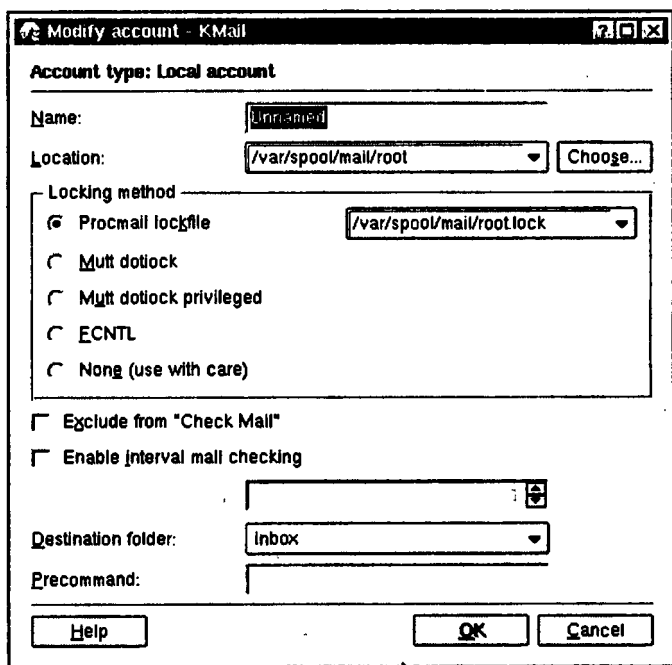 Modify account - KMail
Account type: Local account
Name: Unnamed
Location: /var/spool/mail/root Choose...
Locking method
Procmail lockfile /var/spool/mail/root.lock
Mutt dotlock
Mutt dotlock privileged
FCNTL
None (use with care)
Exclude from "Check Mail"
Enable interval mail checking
Destination folder: inbox
Precommand:
Help OK Cancel